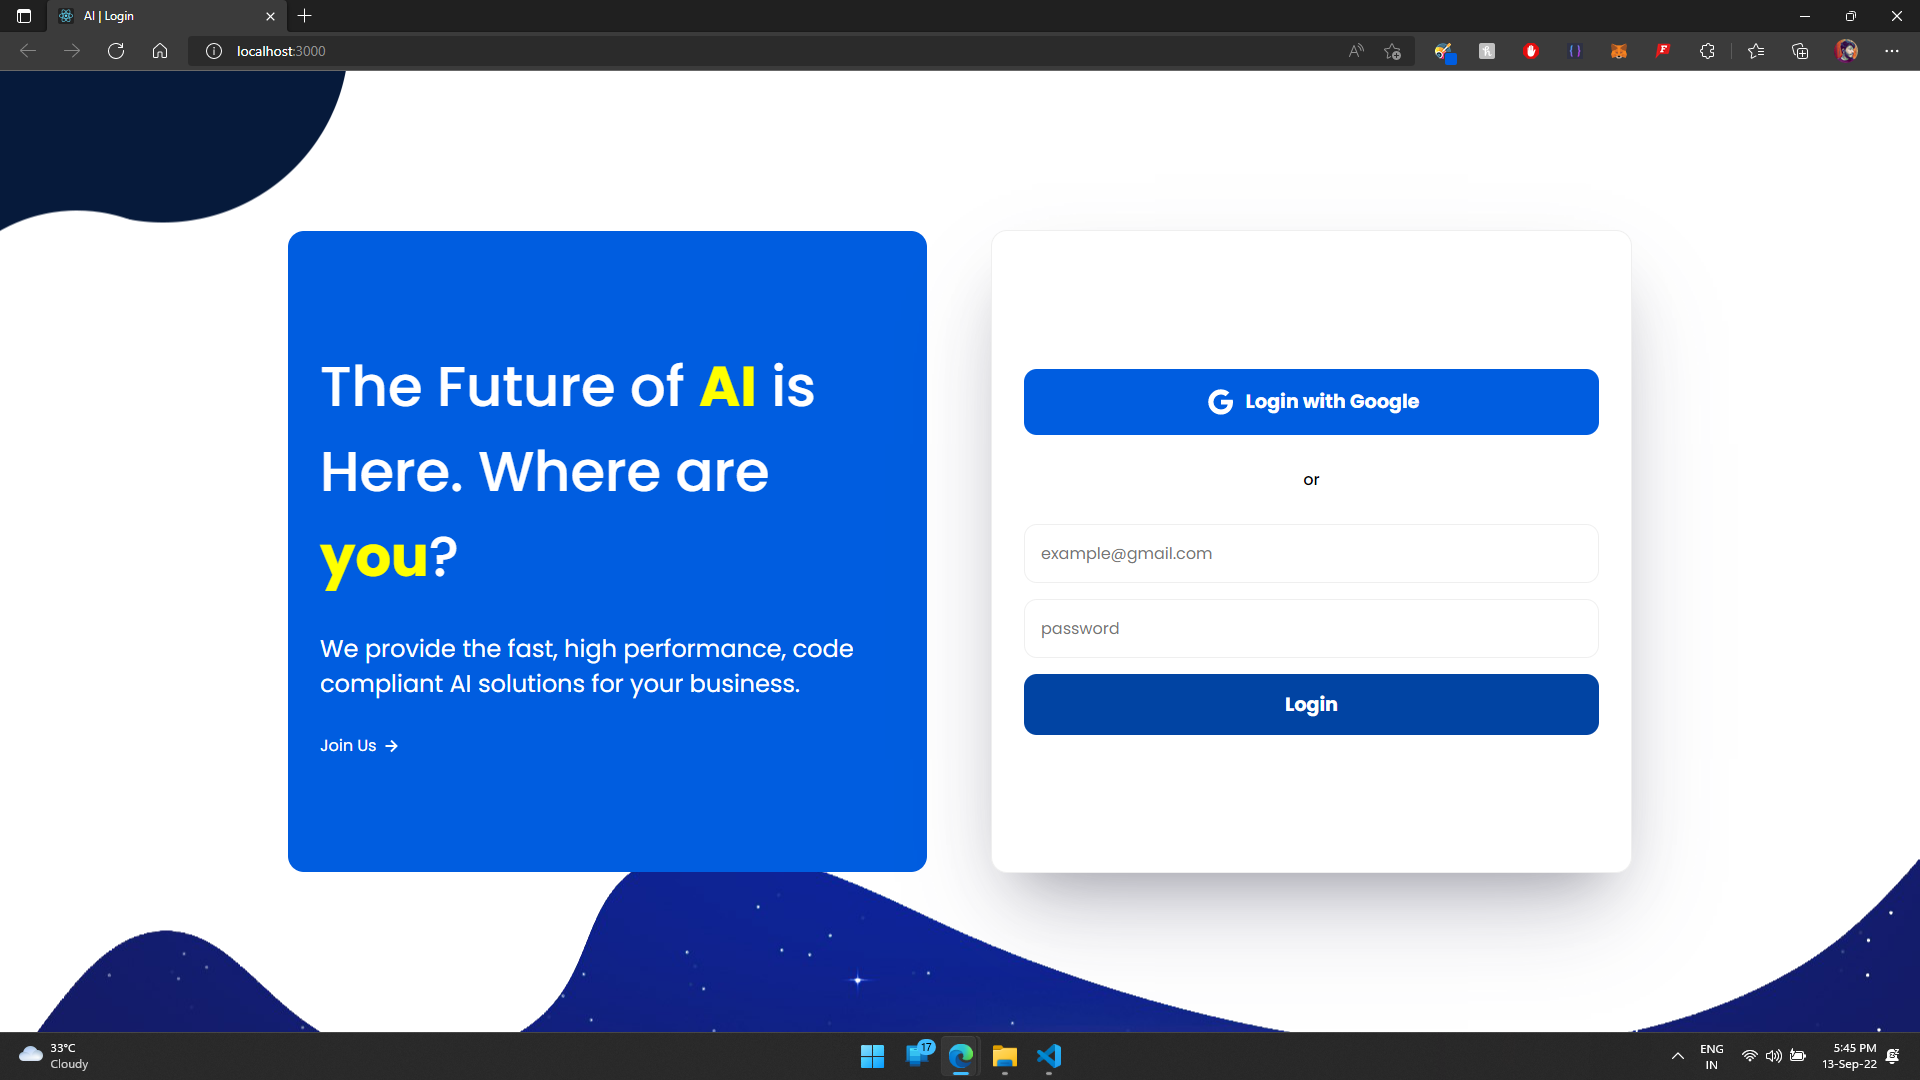 AI | Login
localhost:3000
The Future of AI is
Here. Where are
you?
We provide the fast, high performance, code
compliant AI solutions for your business.
Join Us →
Login with Google
or
example@gmail.com
password
Login
33°C
Cloudy
17
ENG
IN
5:45 PM
13-Sep-22